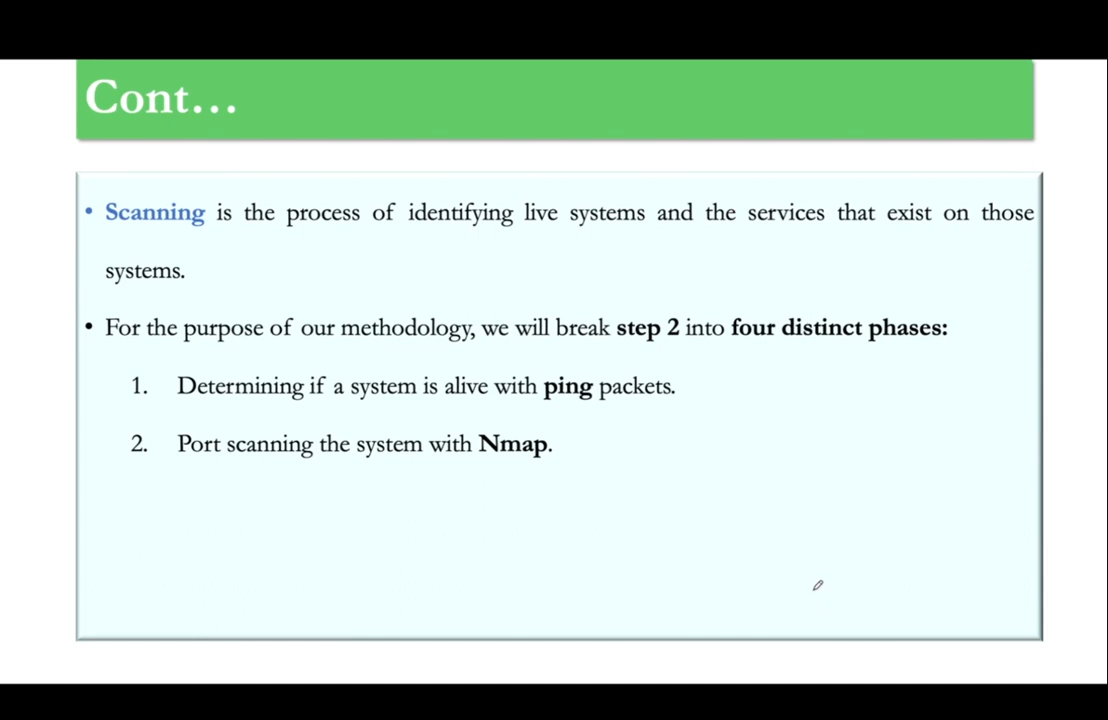 Cont...
• Scanning is the process of identifying live systems and the services that exist on those
systems.
• For the purpose of our methodology, we will break step 2 into four distinct phases:
1. Determining if a system is alive with ping packets.
2. Port scanning the system with Nmap.